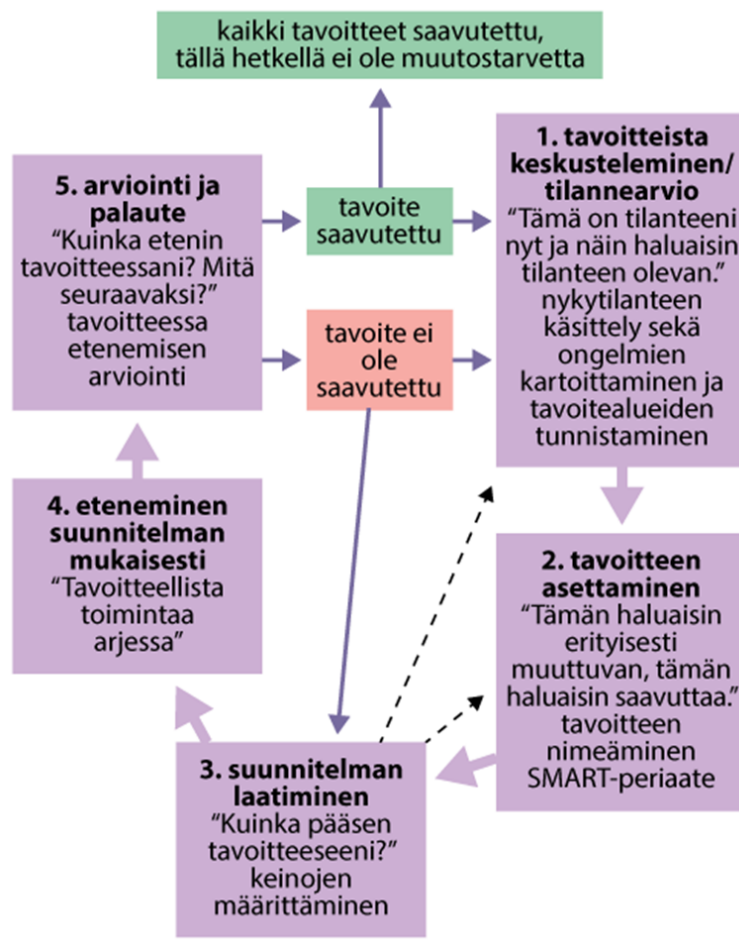 kaikki tavoitteet saavutettu,
tällä hetkellä ei ole muutostarvetta
1. tavoitteista
keskusteleminen/
tilannearvio
“Tämä on tilanteeni
nyt ja näin haluaisin
tilanteen olevan.”
nykytilanteen
käsittely sekä
ongelmien
kartoittaminen ja
tavoitealueiden
tunnistaminen
2. tavoitteen
asettaminen
“Tämän haluaisin
erityisesti
muuttuvan, tämän
haluaisin saavuttaa.”
tavoitteen
nimeäminen
SMART-periaate
3. suunnitelman
laatiminen
“Kuinka pääsen
tavoitteeseeni?”
keinojen
määrittäminen
4. eteneminen
suunnitelman
mukaisesti
“Tavoitteellista
toimintaa
arjessa”
5. arviointi ja
palaute
“Kuinka etenin
tavoitteessani? Mitä
seuraavaksi?”
tavoitteessa
etenemisen
arviointi
tavoite
saavutettu
tavoite ei
ole
saavutettu